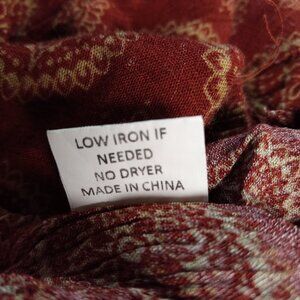 LOW IRON IF
NEEDED
NO DRYER
MADE IN CHINA